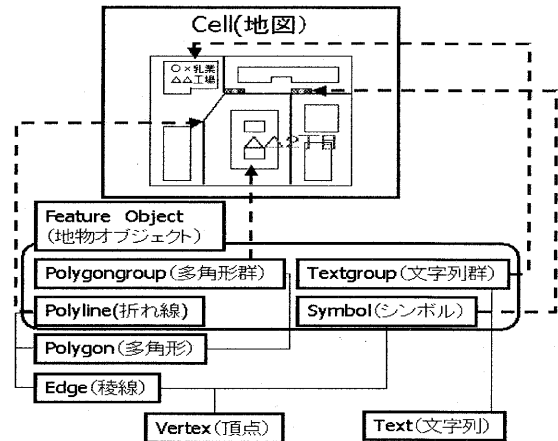 Cell(地図)
○×乳業
△△工場
△△2丁目
Feature Object
(地物オブジェクト)
Polygongroup(多角形群)
Textgroup(文字列群)
Polyline(折れ線)
Symbol(シンボル)
Polygon(多角形)
Edge(稜線)
Vertex(頂点)
Text(文字列)